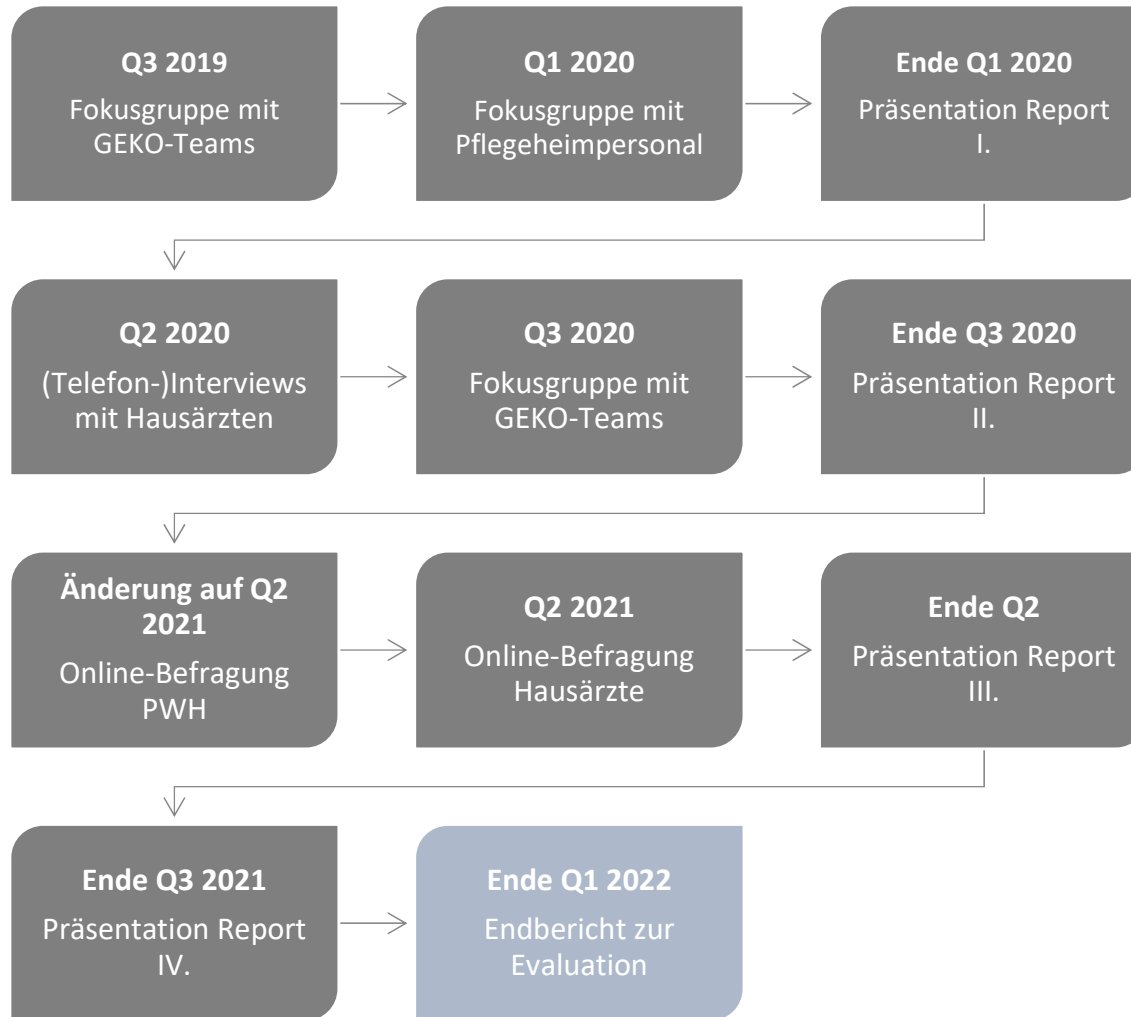 Q3 2019
Fokusgruppe mit
GEKO-Teams
Q1 2020
Fokusgruppe mit
Pflegeheimpersonal
Ende Q1 2020
Präsentation Report
I.
Q2 2020
(Telefon-)Interviews
mit Hausärzten
Q3 2020
Fokusgruppe mit
GEKO-Teams
Ende Q3 2020
Präsentation Report
II.
Änderung auf Q2
2021
Online-Befragung
PWH
Q2 2021
Online-Befragung
Hausärzte
Ende Q2
Präsentation Report
III.
Ende Q3 2021
Präsentation Report
IV.
Ende Q1 2022
Endbericht zur
Evaluation